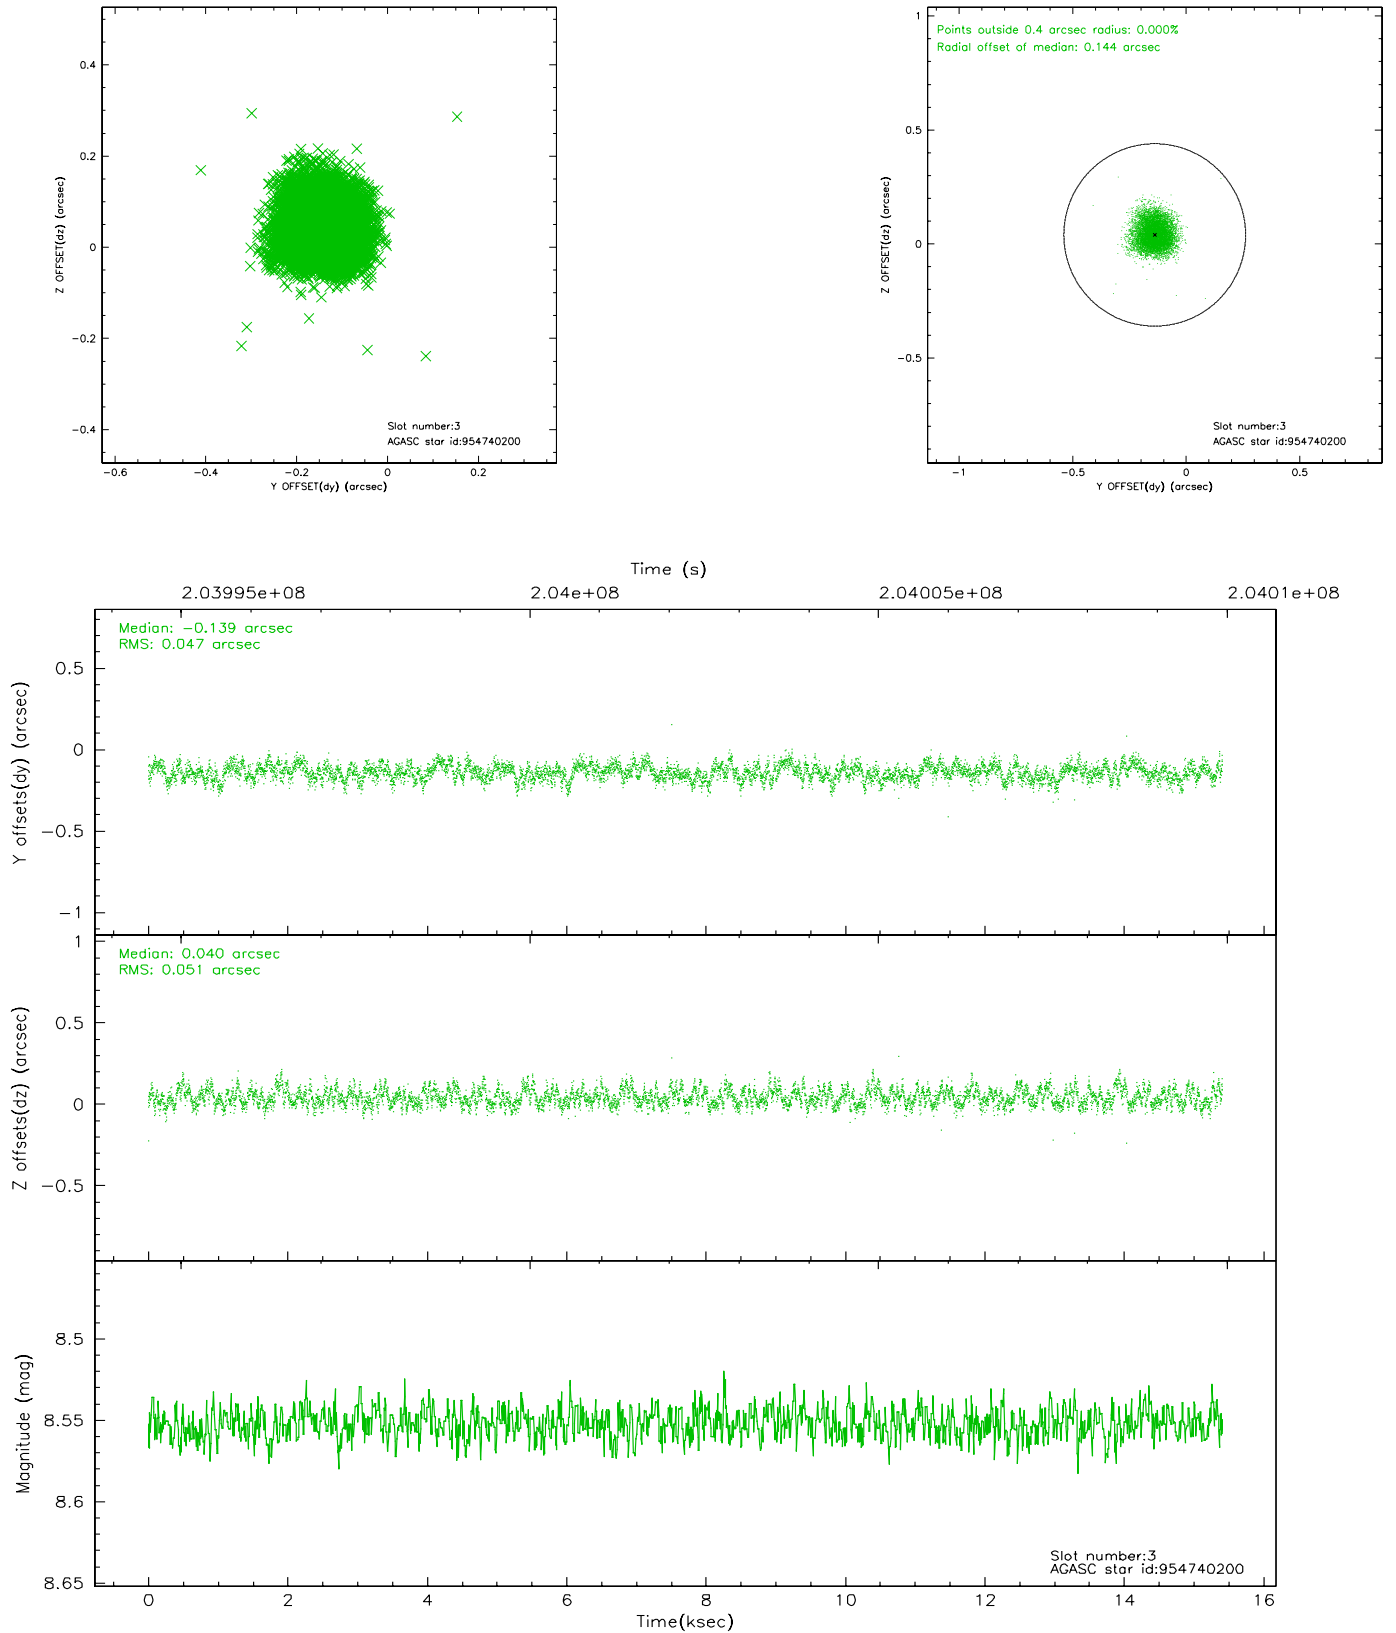 0.4
0.2
0
−0.2
−0.4
Z OFFSET(dz) (arcsec)
−0.6
−0.4
−0.2
0
0.2
Y OFFSET(dy) (arcsec)
Slot number:3
AGASC star id:954740200
Points outside 0.4 arcsec radius: 0.000%
Radial offset of median: 0.144 arcsec
1
0.5
0
−0.5
Z OFFSET(dz) (arcsec)
−1
−0.5
0
0.5
Y OFFSET(dy) (arcsec)
Slot number:3
AGASC star id:954740200
Time (s)
2.03995e+08
2.04e+08
2.04005e+08
2.0401e+08
Median: −0.139 arcsec
RMS: 0.047 arcsec
0.5
0
−0.5
−1
Y offsets(dy) (arcsec)
Median: 0.040 arcsec
RMS: 0.051 arcsec
1
0.5
0
−0.5
Z offsets(dz) (arcsec)
8.5
8.55
8.6
8.65
Magnitude (mag)
Slot number:3
AGASC star id:954740200
0
2
4
6
8
10
12
14
16
Time(ksec)